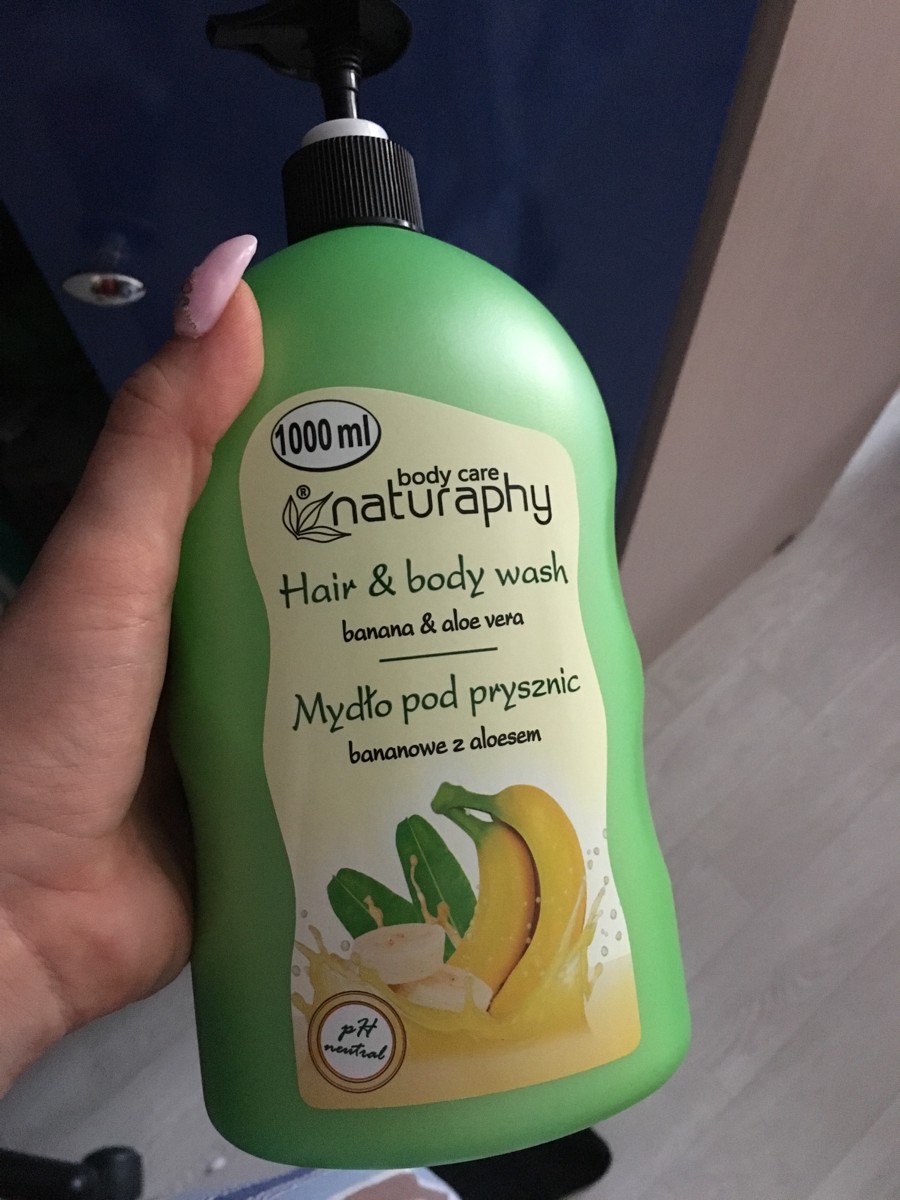 1000 ml
body care
® naturaphy
Hair & body wash
banana & aloe vera
Mydło pod prysznic
bananowe z aloesem
pH
neutral